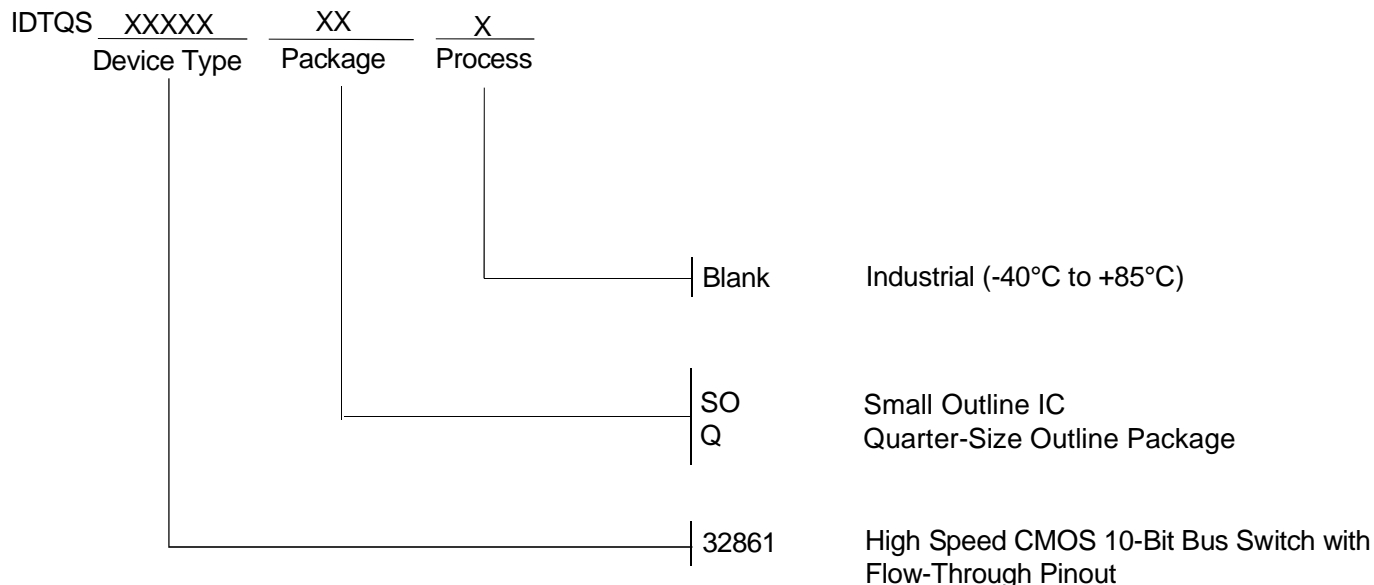 IDTQS XXXXX XX X
Device Type Package Process
Blank Industrial (-40°C to +85°C)
SO Small Outline IC
Q Quarter-Size Outline Package
32861 High Speed CMOS 10-Bit Bus Switch with
Flow-Through Pinout